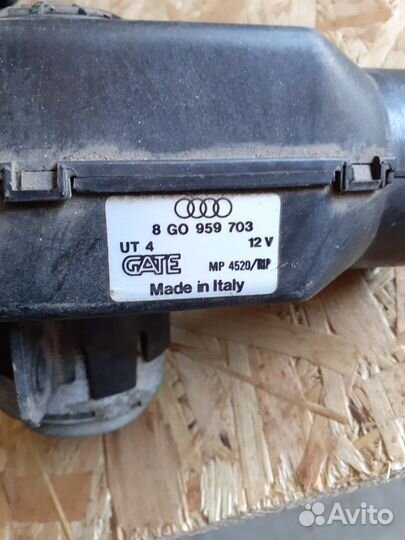 8 GO 959 703
UT 4 12 V
GATE MP 4520/
Made in Italy
Avito